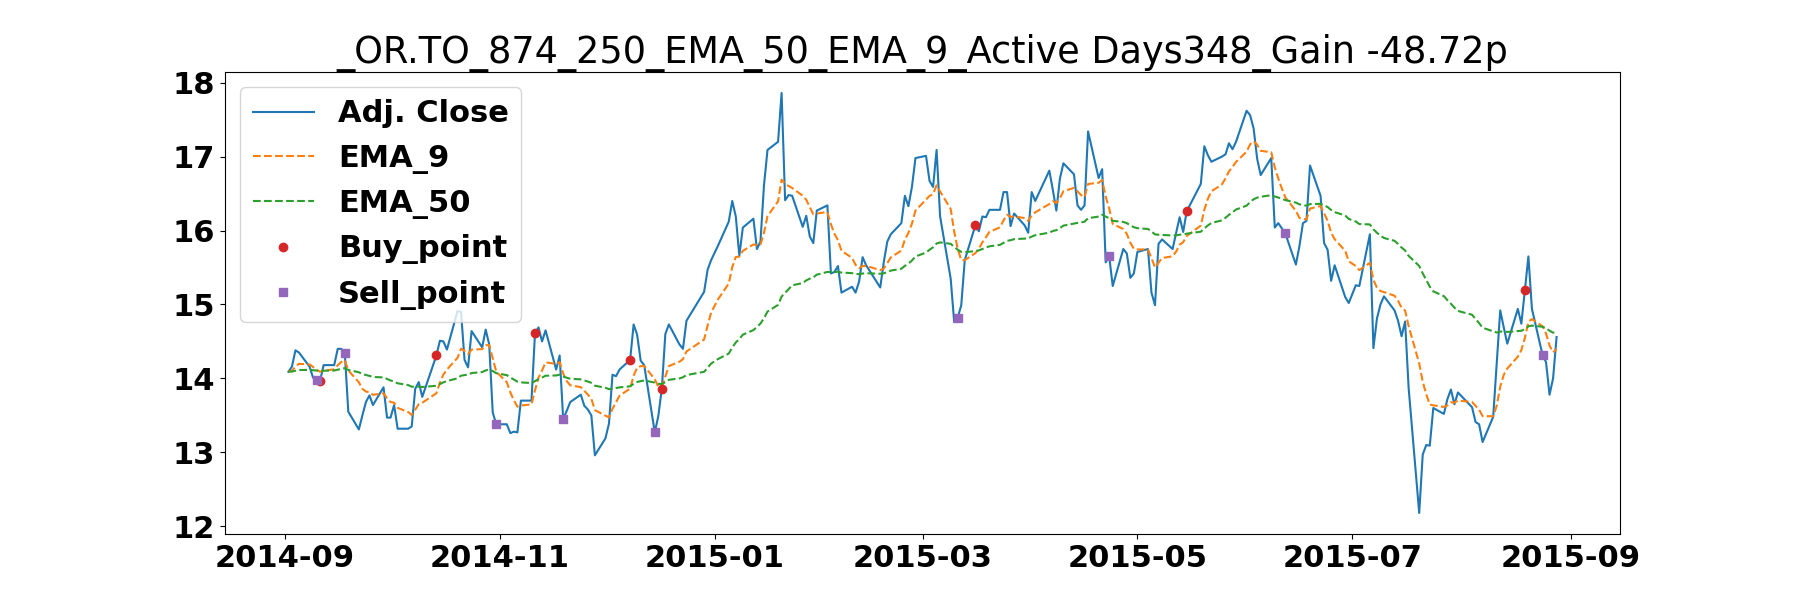 _OR.TO_874_250_EMA_50_EMA_9_Active Days348_Gain -48.72p
18
17
16
15
14
13
12
Adj. Close
EMA_9
EMA_50
Buy_point
Sell_point
2014-09 2014-11 2015-01 2015-03 2015-05 2015-07 2015-09